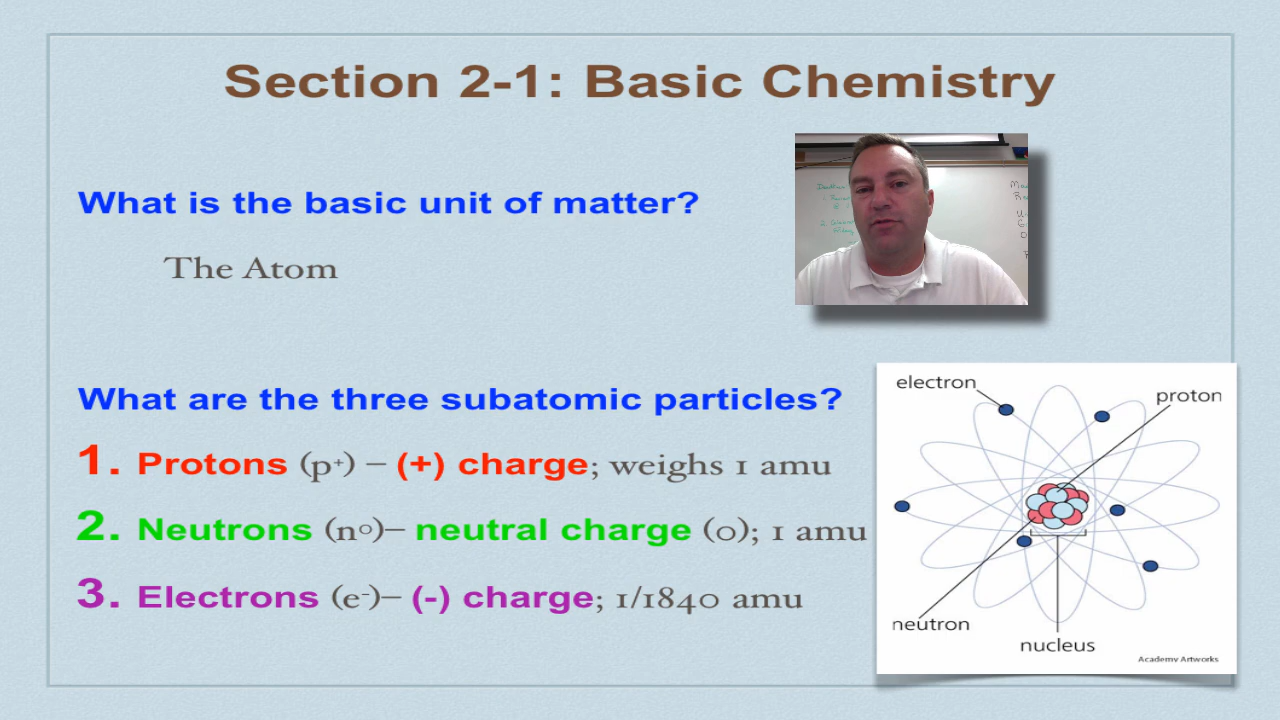 Section 2-1: Basic Chemistry
What is the basic unit of matter?
The Atom
What are the three subatomic particles?
1. Protons (p⁺) – (+) charge; weighs 1 amu
2. Neutrons (n⁰)– neutral charge (0); 1 amu
3. Electrons (e⁻)– (-) charge; 1/1840 amu
electron
proton
neutron
nucleus
Academy Artworks